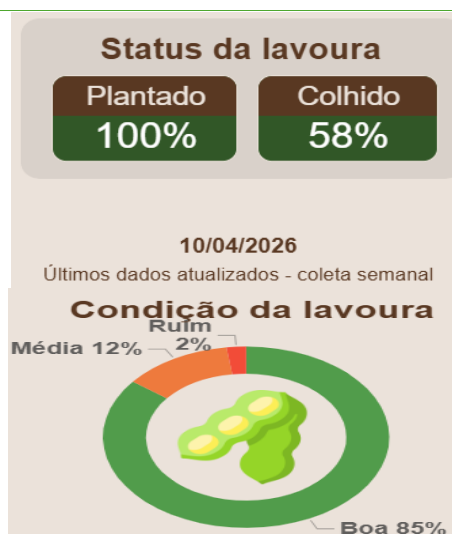 Status da lavoura
Plantado
100%
Colhido
58%
10/04/2026
Últimos dados atualizados - coleta semanal
Condição da lavoura
Ruim
2%
Média 12%
Boa 85%